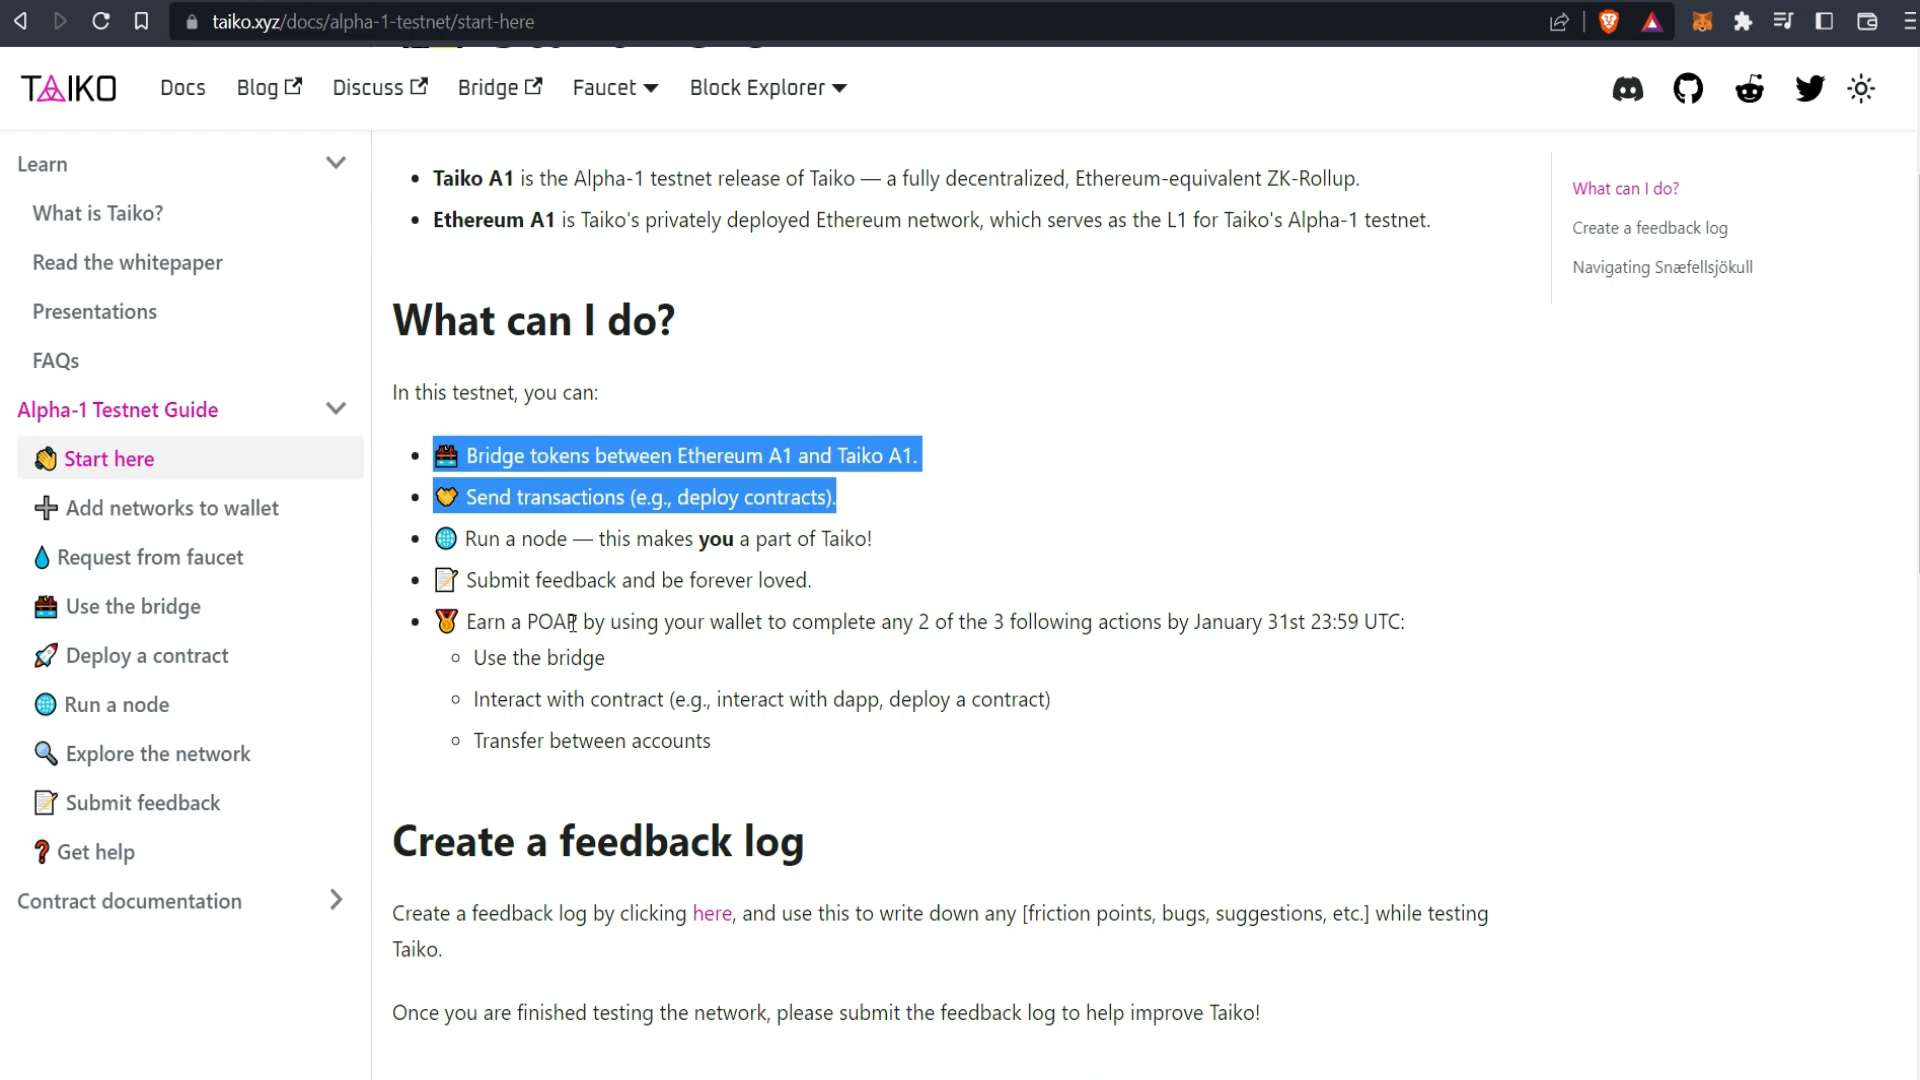 taiko.xyz/docs/alpha-1-testnet/start-here
TAIKO
Docs
Blog
Discuss
Bridge
Faucet
Block Explorer
Learn
What is Taiko?
Read the whitepaper
Presentations
FAQs
Alpha-1 Testnet Guide
Start here
Add networks to wallet
Request from faucet
Use the bridge
Deploy a contract
Run a node
Explore the network
Submit feedback
Get help
Contract documentation
Taiko A1 is the Alpha-1 testnet release of Taiko — a fully decentralized, Ethereum-equivalent ZK-Rollup.
Ethereum A1 is Taiko's privately deployed Ethereum network, which serves as the L1 for Taiko's Alpha-1 testnet.
What can I do?
In this testnet, you can:
Bridge tokens between Ethereum A1 and Taiko A1.
Send transactions (e.g., deploy contracts).
Run a node — this makes you a part of Taiko!
Submit feedback and be forever loved.
Earn a POAP by using your wallet to complete any 2 of the 3 following actions by January 31st 23:59 UTC:
Use the bridge
Interact with contract (e.g., interact with dapp, deploy a contract)
Transfer between accounts
Create a feedback log
Create a feedback log by clicking here, and use this to write down any [friction points, bugs, suggestions, etc.] while testing
Taiko.
Once you are finished testing the network, please submit the feedback log to help improve Taiko!
What can I do?
Create a feedback log
Navigating Snæfellsjökull